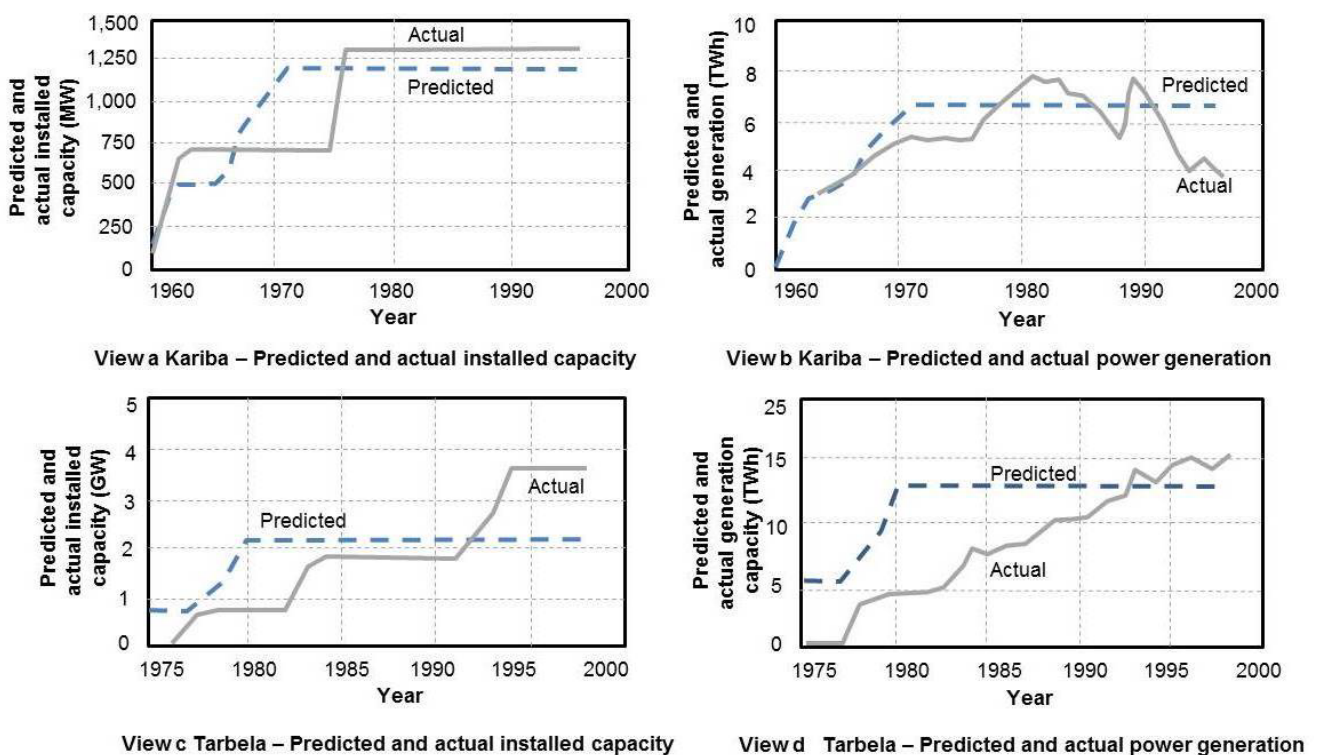 Predicted and
actual installed
capacity (MW)
1,500
1,250
1,000
750
500
250
0
Actual
Predicted
1960 1970 1980 1990 2000
Year
View a Kariba – Predicted and actual installed capacity
Predicted and
actual generation (TWh)
10
8
6
4
2
0
Predicted
Actual
1960 1970 1980 1990 2000
Year
View b Kariba – Predicted and actual power generation
Predicted and
actual installed
capacity (GW)
5
4
3
2
1
0
Predicted
Actual
1975 1980 1985 1990 1995 2000
Year
View c Tarbela – Predicted and actual installed capacity
Predicted and
actual generation
capacity (TWh)
25
15
10
5
0
Predicted
Actual
1975 1980 1985 1990 1995 2000
Year
View d Tarbela – Predicted and actual power generation